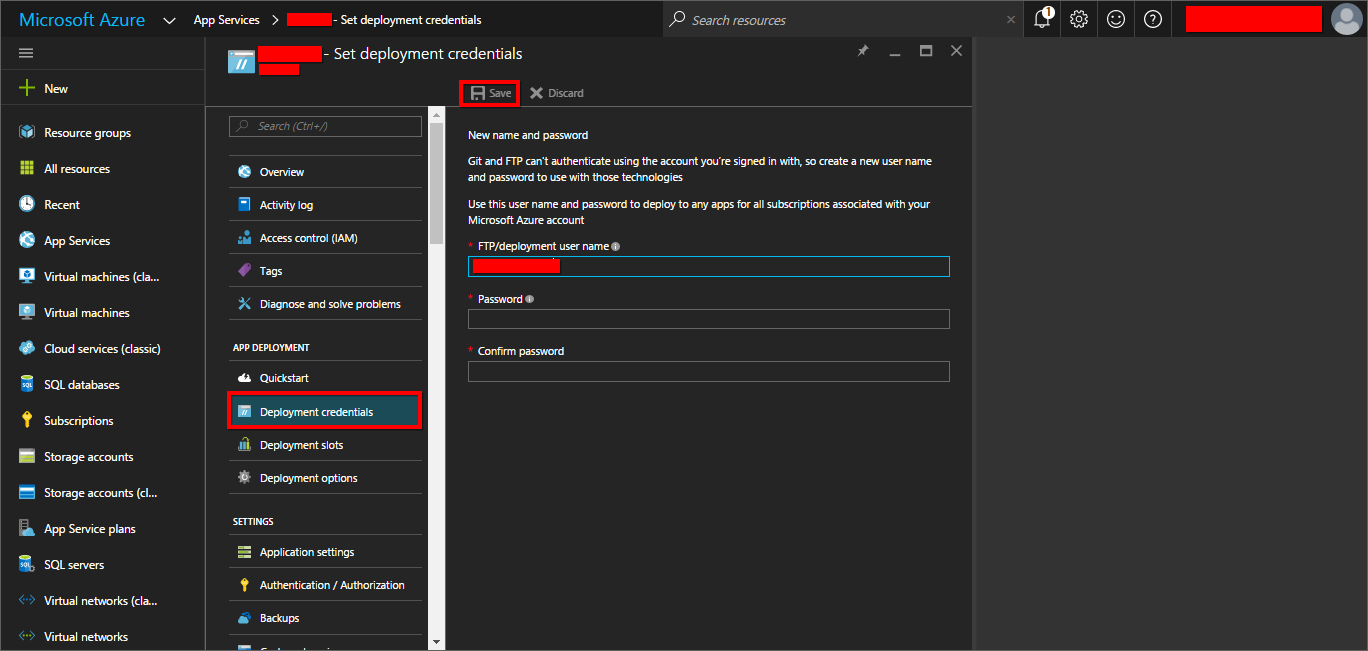 Microsoft Azure
App Services > - Set deployment credentials
Search resources
1
- Set deployment credentials
Save
Discard
New
Resource groups
All resources
Recent
App Services
Virtual machines (cla...
Virtual machines
Cloud services (classic)
SQL databases
Subscriptions
Storage accounts
Storage accounts (cl...
App Service plans
SQL servers
Virtual networks (cla...
Virtual networks
Search (Ctrl+/)
Overview
Activity log
Access control (IAM)
Tags
Diagnose and solve problems
APP DEPLOYMENT
Quickstart
Deployment credentials
Deployment slots
Deployment options
SETTINGS
Application settings
Authentication / Authorization
Backups
New name and password
Git and FTP can't authenticate using the account you're signed in with, so create a new user name
and password to use with those technologies
Use this user name and password to deploy to any apps for all subscriptions associated with your
Microsoft Azure account
* FTP/deployment user name
* Password
* Confirm password